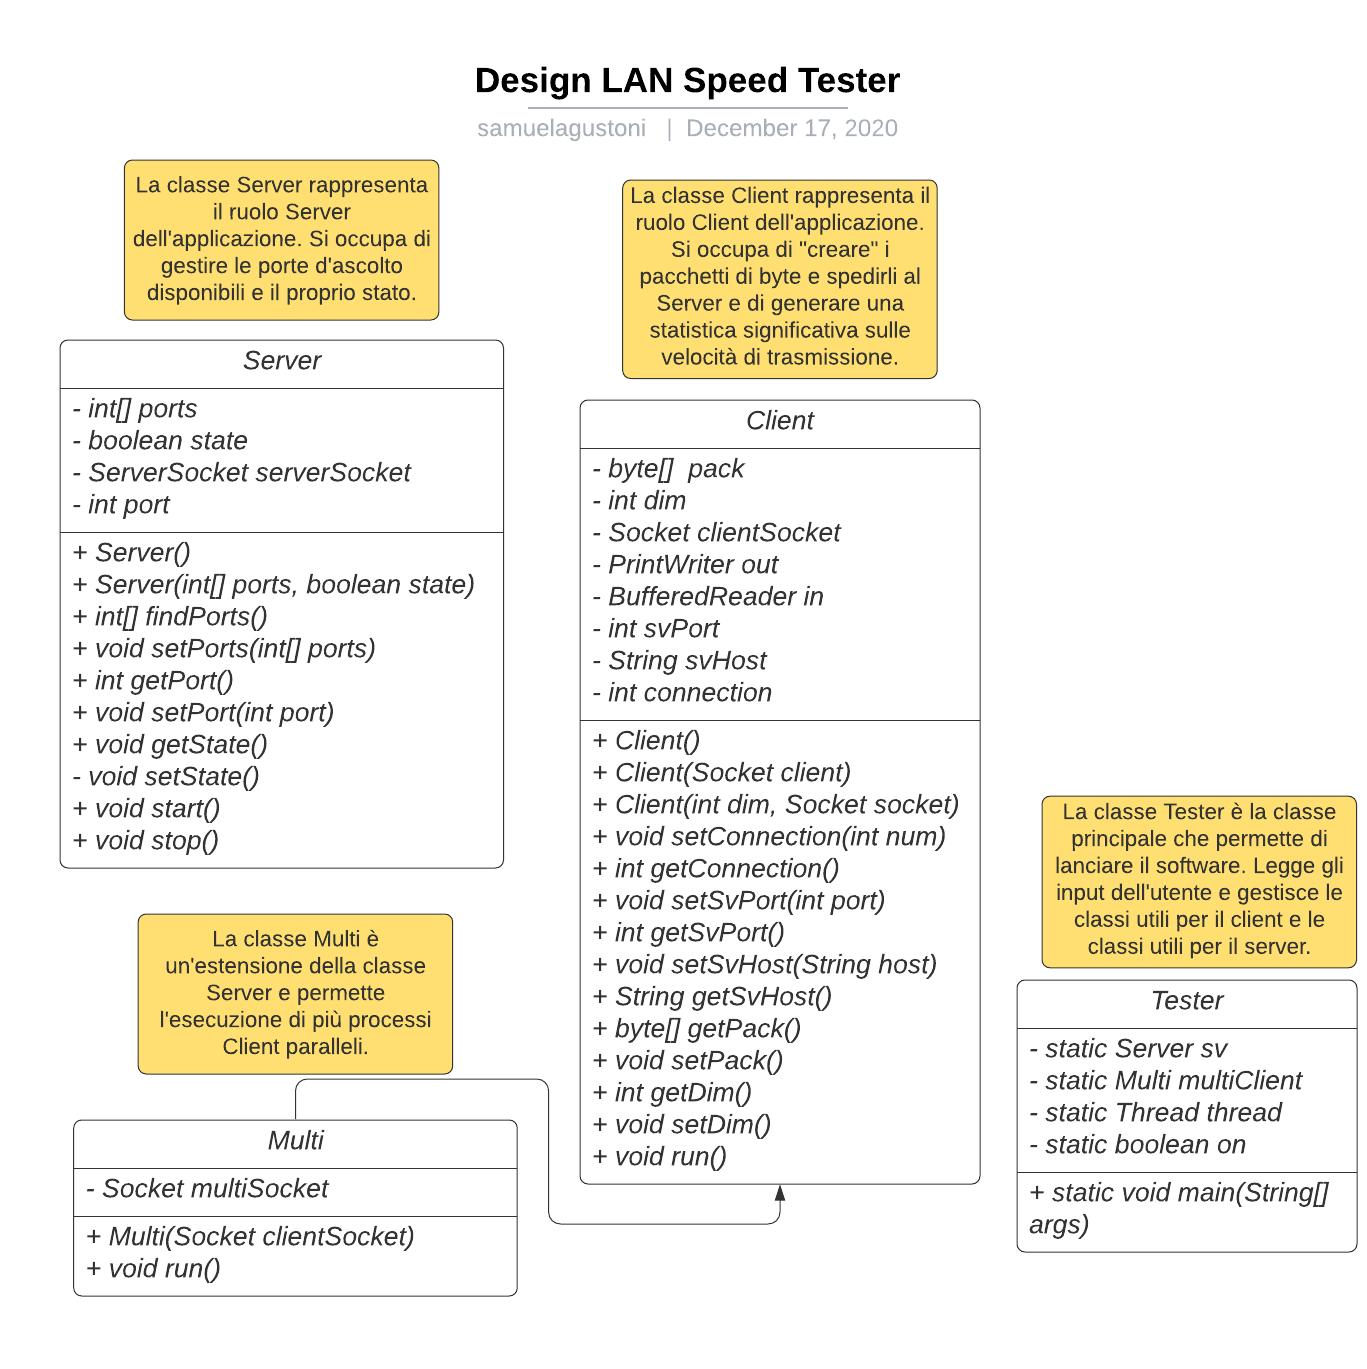 Design LAN Speed Tester
samuelagustoni | December 17, 2020
La classe Server rappresenta
il ruolo Server
dell'applicazione. Si occupa di
gestire le porte d'ascolto
disponibili e il proprio stato.
Server
- int[] ports
- boolean state
- ServerSocket serverSocket
- int port
+ Server()
+ Server(int[] ports, boolean state)
+ int[] findPorts()
+ void setPorts(int[] ports)
+ int getPort()
+ void setPort(int port)
+ void getState()
- void setState()
+ void start()
+ void stop()
La classe Client rappresenta il
ruolo Client dell'applicazione.
Si occupa di "creare" i
pacchetti di byte e spedirli al
Server e di generare una
statistica significativa sulle
velocità di trasmissione.
Client
- byte[]  pack
- int dim
- Socket clientSocket
- PrintWriter out
- BufferedReader in
- int svPort
- String svHost
- int connection
+ Client()
+ Client(Socket client)
+ Client(int dim, Socket socket)
+ void setConnection(int num)
+ int getConnection()
+ void setSvPort(int port)
+ int getSvPort()
+ void setSvHost(String host)
+ String getSvHost()
+ byte[] getPack()
+ void setPack()
+ int getDim()
+ void setDim()
+ void run()
La classe Multi è
un'estensione della classe
Server e permette
l'esecuzione di più processi
Client paralleli.
Multi
- Socket multiSocket
+ Multi(Socket clientSocket)
+ void run()
La classe Tester è la classe
principale che permette di
lanciare il software. Legge gli
input dell'utente e gestisce le
classi utili per il client e le
classi utili per il server.
Tester
- static Server sv
- static Multi multiClient
- static Thread thread
- static boolean on
+ static void main(String[]
args)